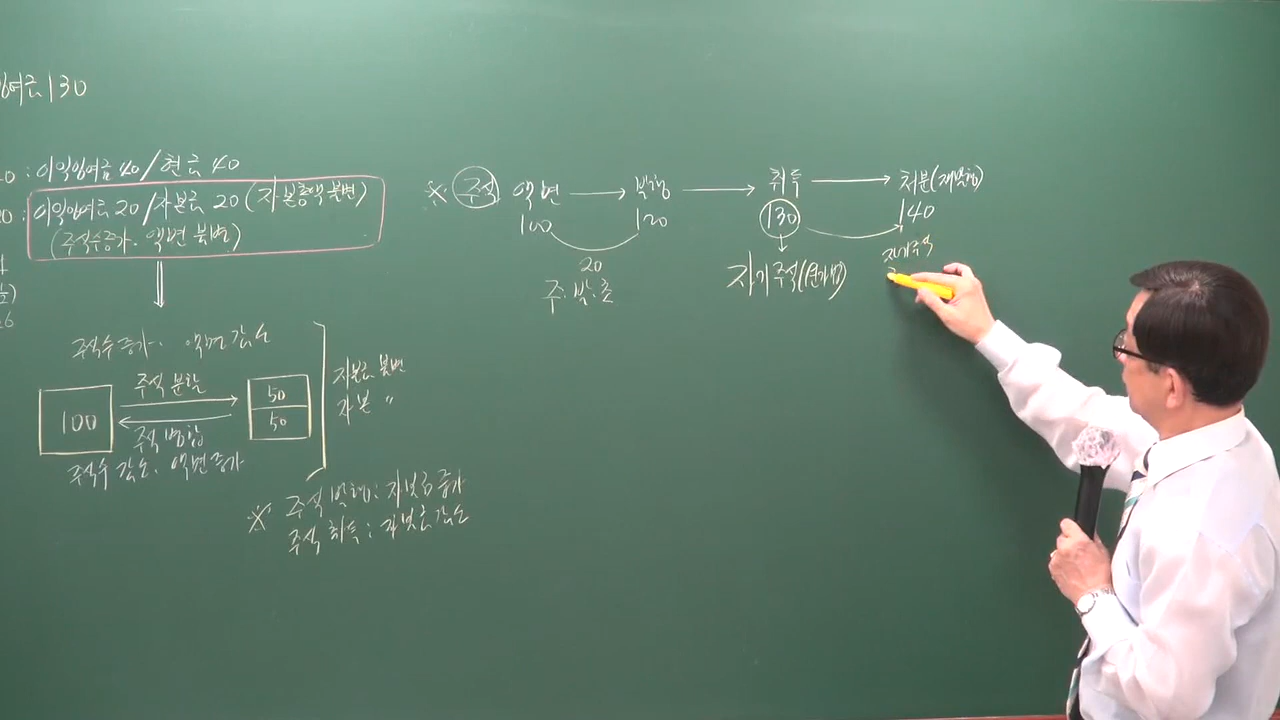 잉여금 130
0 : 이익잉여금 40 / 현금 40
20 : 이익잉여금 20 / 자본금 20 (자본총액 불변)
(주식수증가. 액면 불변)
주식수 증가. 액면 감소
100
주식 분할
주식 병합
50
50
주식수 감소. 액면 증가
자본금 불변
자본 "
※ 주식 발행 : 자본금 증가
주식 취득 : 자본금 감소
※ 주식 액면 → 발행 → 취득 → 처분(재발행)
100 120 130 140
20
주.발.초
자기주식(원가법)
자기주식